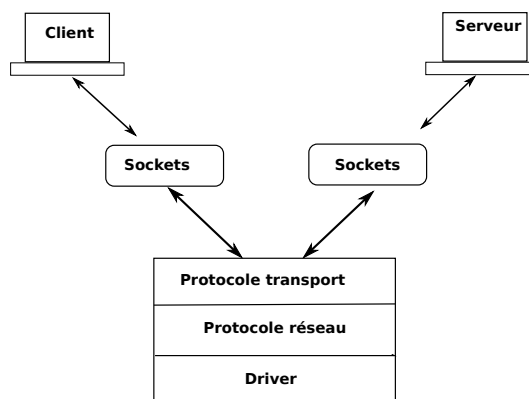 Client
Serveur
Sockets
Sockets
Protocole transport
Protocole réseau
Driver